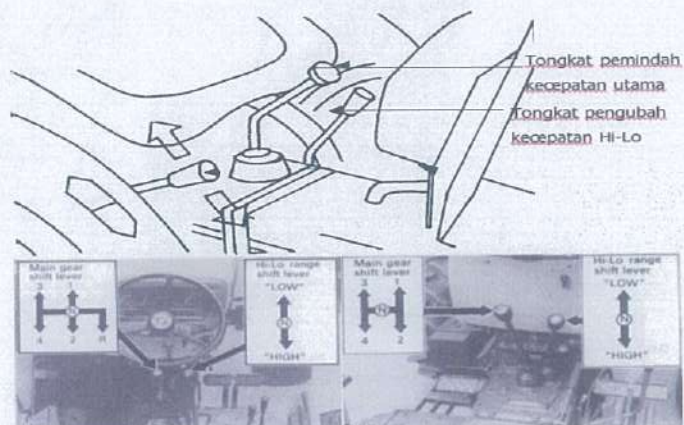 Tongkat pemindah
kecepatan utama
Tongkat pengubah
kecepatan Hi-Lo
Main gear
shift lever
3 1
N
4 2 R
Hi-Lo range
shift lever
"LOW"
N
"HIGH"
Main gear
shift lever
3 1
N
4 2
Hi-Lo range
shift lever
"LOW"
N
"HIGH"